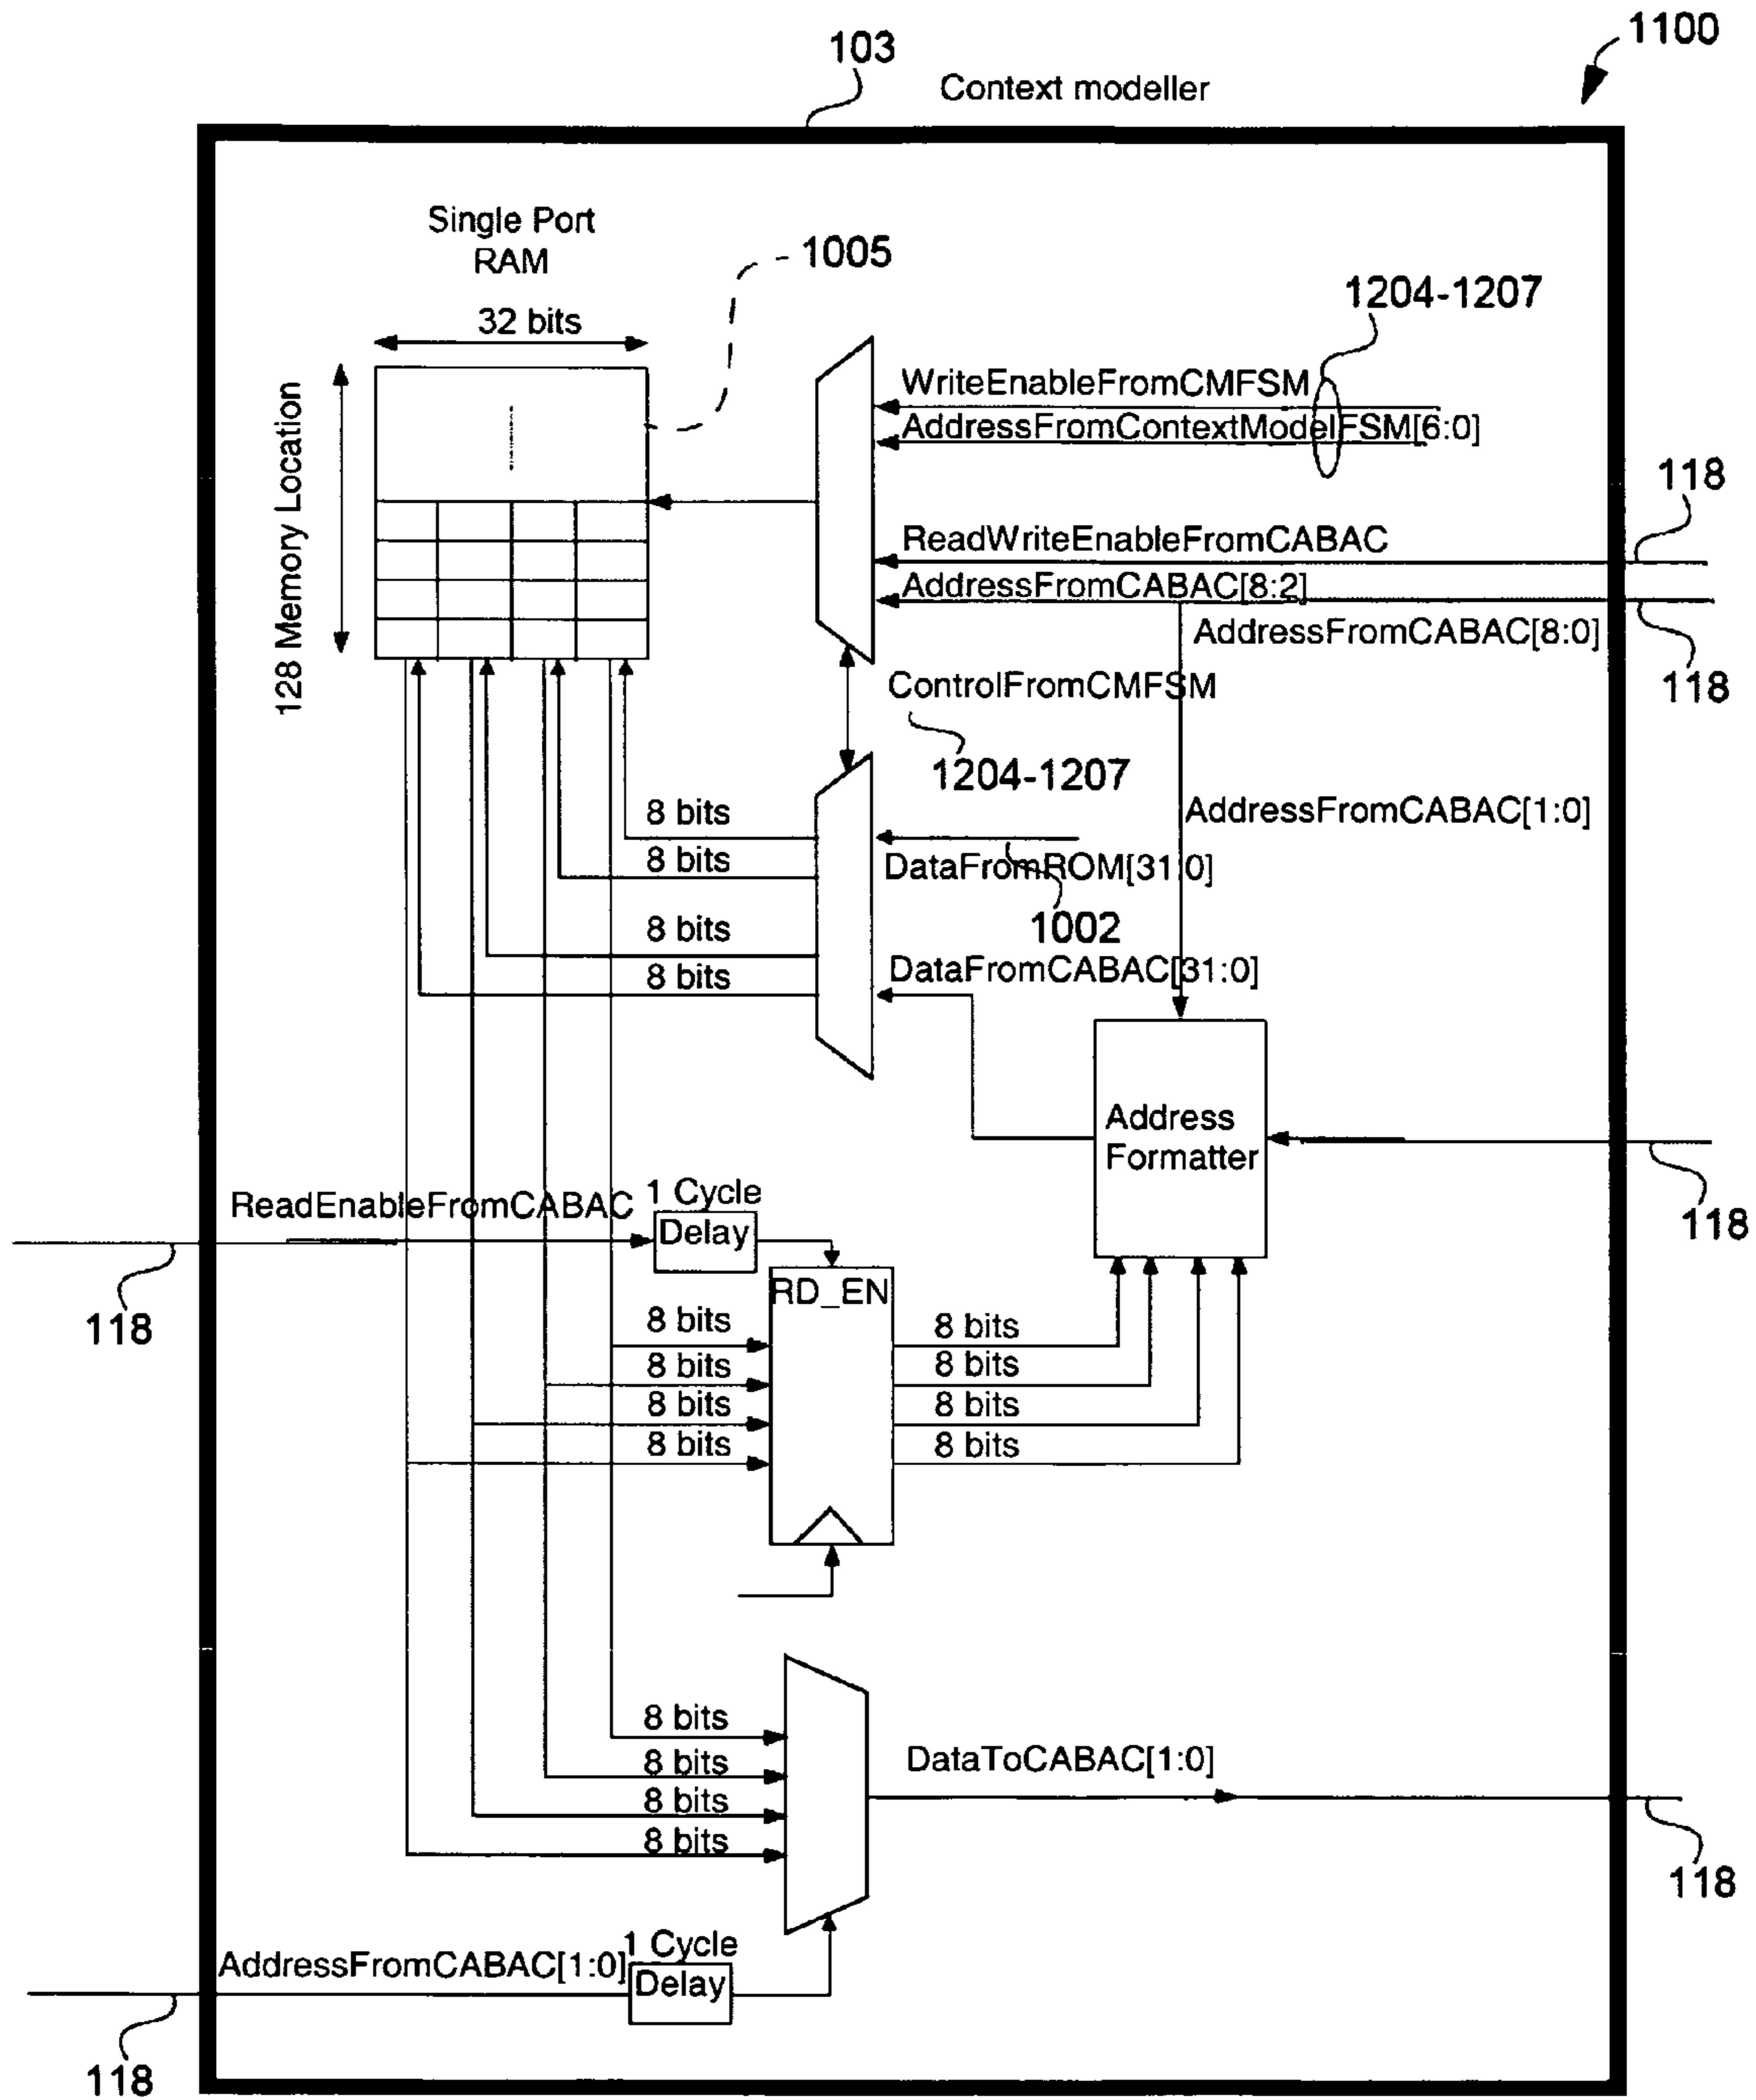 1100
103
Context modeller
Single Port
RAM
1005
1204-1207
32 bits
128 Memory Location
WriteEnableFromCMFSM
AddressFromContextModelFSM[6:0]
118
ReadWriteEnableFromCABAC
AddressFromCABAC[8:2]
AddressFromCABAC[8:0]
118
ControlFromCMFSM
1204-1207
8 bits
AddressFromCABAC[1:0]
8 bits
DataFromROM[31:0]
8 bits
1002
8 bits
DataFromCABAC[31:0]
Address
Formatter
ReadEnableFromCABAC
1 Cycle
Delay
118
118
RD_EN
8 bits
8 bits
8 bits
8 bits
8 bits
8 bits
8 bits
8 bits
8 bits
8 bits
8 bits
8 bits
DataToCABAC[1:0]
118
AddressFromCABAC[1:0]
1 Cycle
Delay
118